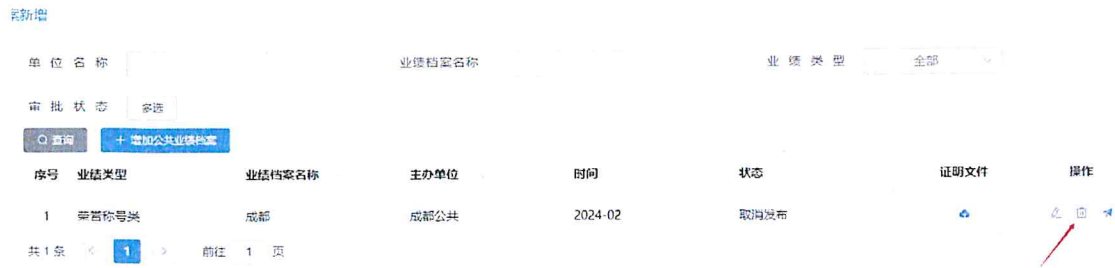 新增
单位名称 业绩档案名称 业绩类型 全部
审批状态 多选
查询 + 增加公共业绩档案
序号 业绩类型 业绩档案名称 主办单位 时间 状态 证明文件 操作
1 荣誉称号类 成都 成都公共 2024-02 取消发布
共1条 < 1 > 前往 1 页